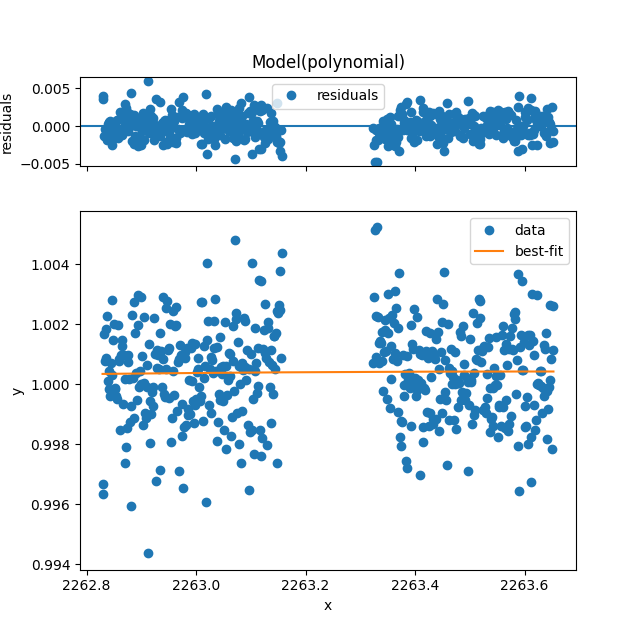 Model(polynomial)
residuals
0.005
0.000
−0.005
residuals
y
1.004
1.002
1.000
0.998
0.996
0.994
data
best-fit
2262.8 2263.0 2263.2 2263.4 2263.6
x